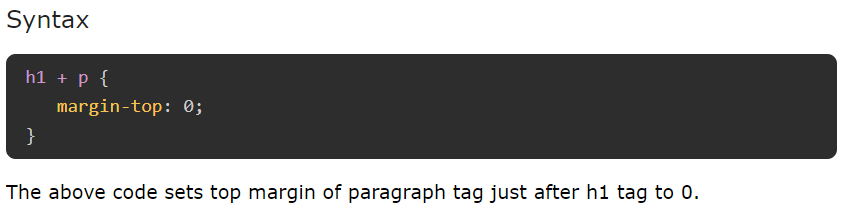 Syntax
h1 + p {
   margin-top: 0;
}
The above code sets top margin of paragraph tag just after h1 tag to 0.